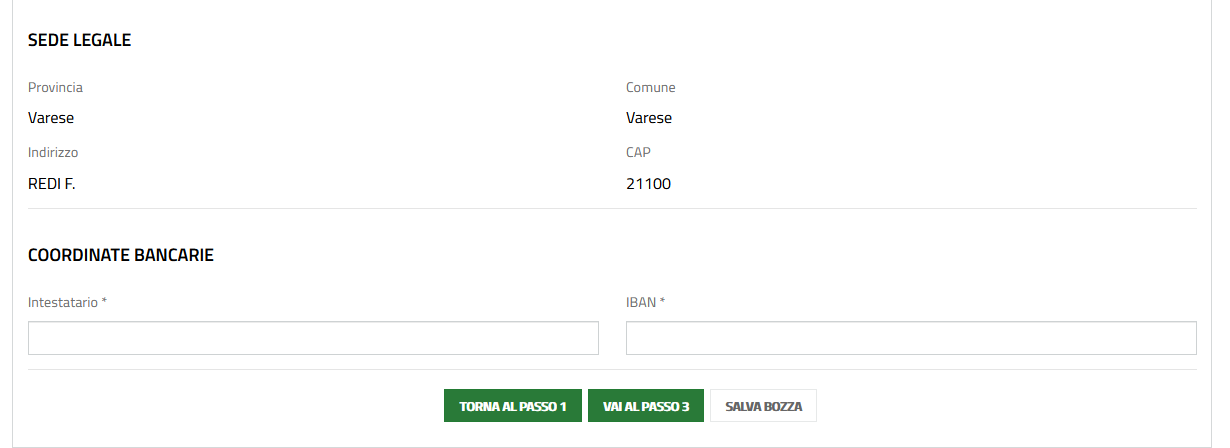 SEDE LEGALE
Provincia
Comune
Varese
Varese
Indirizzo
CAP
REDI F.
21100
COORDINATE BANCARIE
Intestatario *
IBAN *
TORNA AL PASSO 1
VAI AL PASSO 3
SALVA BOZZA